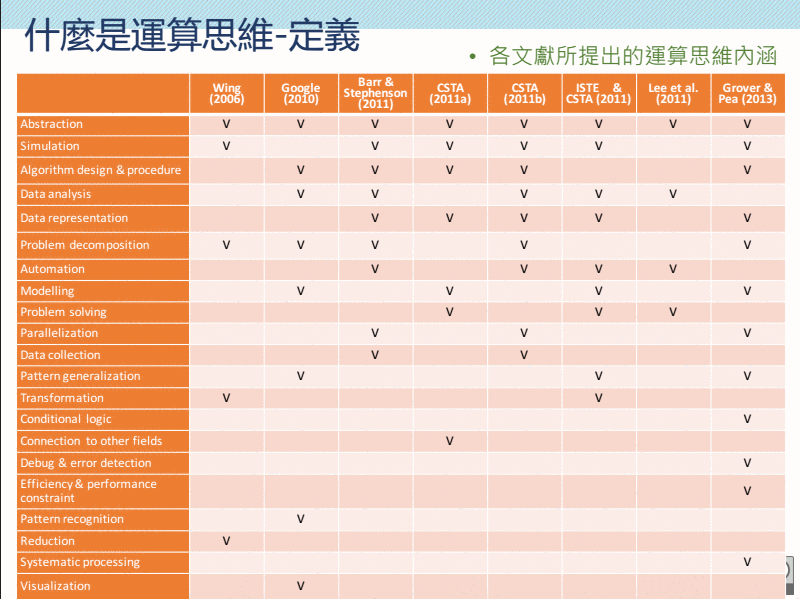 什麼是運算思維-定義
• 各文獻所提出的運算思維內涵
Wing (2006) Google (2010) Barr & Stephenson (2011) CSTA (2011a) CSTA (2011b) ISTE & CSTA (2011) Lee et al. (2011) Grover & Pea (2013)
Abstraction V V V V V V V V
Simulation V V V V V V
Algorithm design & procedure V V V V V
Data analysis V V V V V
Data representation V V V V V
Problem decomposition V V V V V
Automation V V V V
Modelling V V V V
Problem solving V V V
Parallelization V V V
Data collection V V
Pattern generalization V V V
Transformation V V
Conditional logic V
Connection to other fields V
Debug & error detection V
Efficiency & performance
constraint V
Pattern recognition V
Reduction V
Systematic processing V
Visualization V